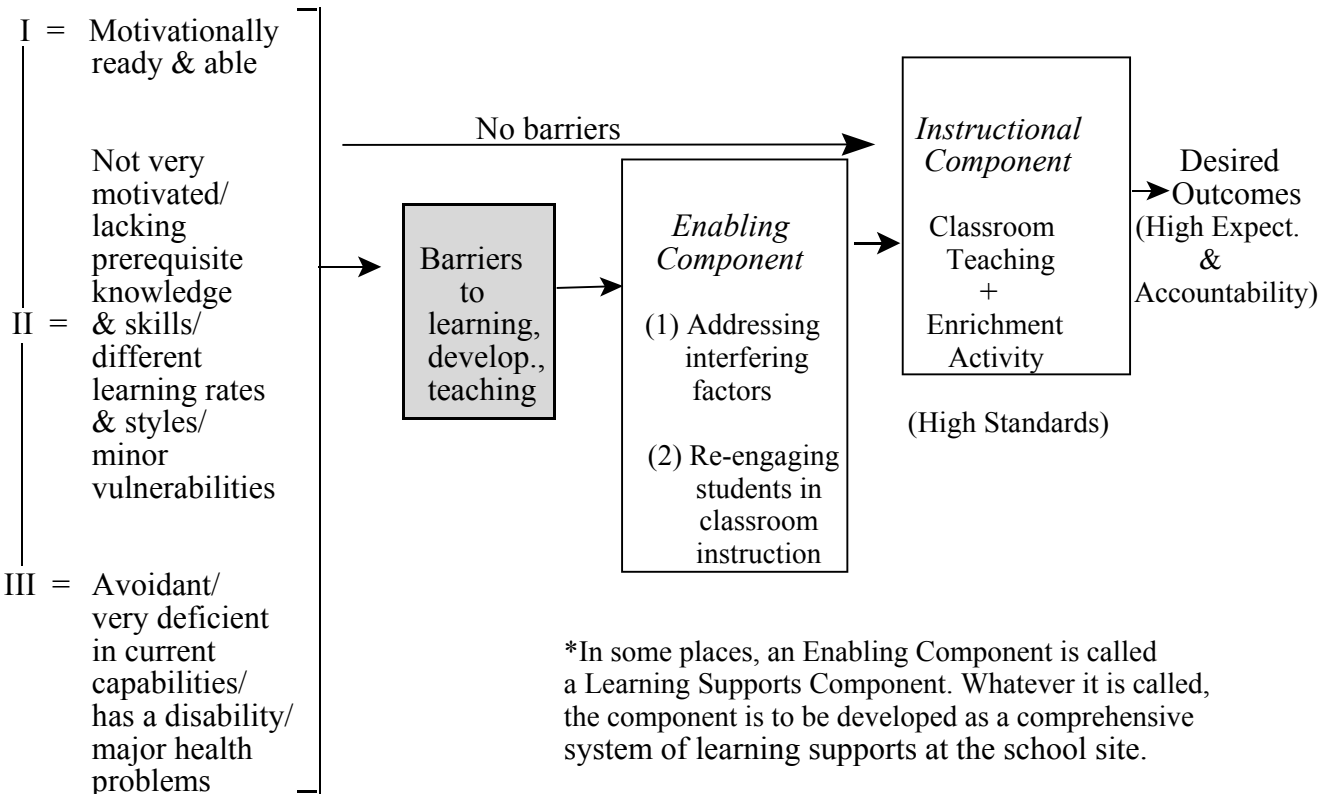 I = Motivationally
ready & able
Not very
motivated/
lacking
prerequisite
knowledge
II = & skills/
different
learning rates
& styles/
minor
vulnerabilities
III = Avoidant/
very deficient
in current
capabilities/
has a disability/
major health
problems
No barriers
Barriers
to
learning,
develop.,
teaching
Enabling
Component
(1) Addressing
interfering
factors
(2) Re-engaging
students in
classroom
instruction
Instructional
Component
Classroom
Teaching
+
Enrichment
Activity
(High Standards)
Desired
Outcomes
(High Expect.
&
Accountability)
*In some places, an Enabling Component is called
a Learning Supports Component. Whatever it is called,
the component is to be developed as a comprehensive
system of learning supports at the school site.